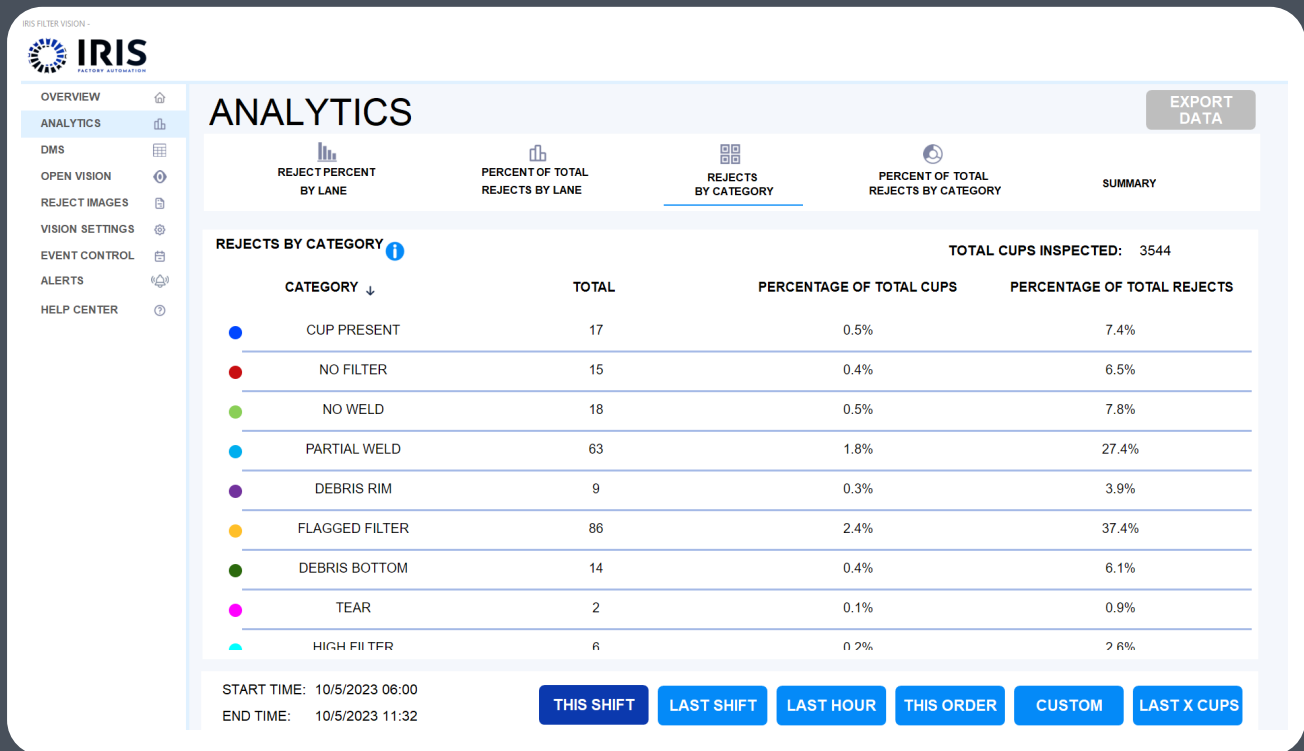 IRIS FILTER VISION -
IRIS
FACTORY AUTOMATION
OVERVIEW
ANALYTICS
DMS
OPEN VISION
REJECT IMAGES
VISION SETTINGS
EVENT CONTROL
ALERTS
HELP CENTER
ANALYTICS
EXPORT
DATA
REJECT PERCENT
BY LANE
PERCENT OF TOTAL
REJECTS BY LANE
REJECTS
BY CATEGORY
PERCENT OF TOTAL
REJECTS BY CATEGORY
SUMMARY
REJECTS BY CATEGORY
TOTAL CUPS INSPECTED: 3544
CATEGORY TOTAL PERCENTAGE OF TOTAL CUPS PERCENTAGE OF TOTAL REJECTS
CUP PRESENT 17 0.5% 7.4%
NO FILTER 15 0.4% 6.5%
NO WELD 18 0.5% 7.8%
PARTIAL WELD 63 1.8% 27.4%
DEBRIS RIM 9 0.3% 3.9%
FLAGGED FILTER 86 2.4% 37.4%
DEBRIS BOTTOM 14 0.4% 6.1%
TEAR 2 0.1% 0.9%
HIGH FILTER 6 0.2% 2.6%
START TIME: 10/5/2023 06:00
END TIME: 10/5/2023 11:32
THIS SHIFT LAST SHIFT LAST HOUR THIS ORDER CUSTOM LAST X CUPS